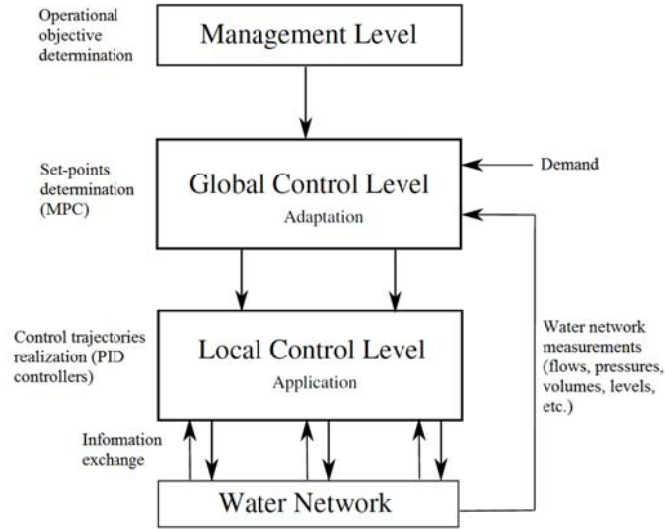 Operational
objective
determination
Management Level
Set-points
determination
(MPC)
Global Control Level
Adaptation
Demand
Control trajectories
realization (PID
controllers)
Local Control Level
Application
Water network
measurements
(flows, pressures,
volumes, levels,
etc.)
Information
exchange
Water Network